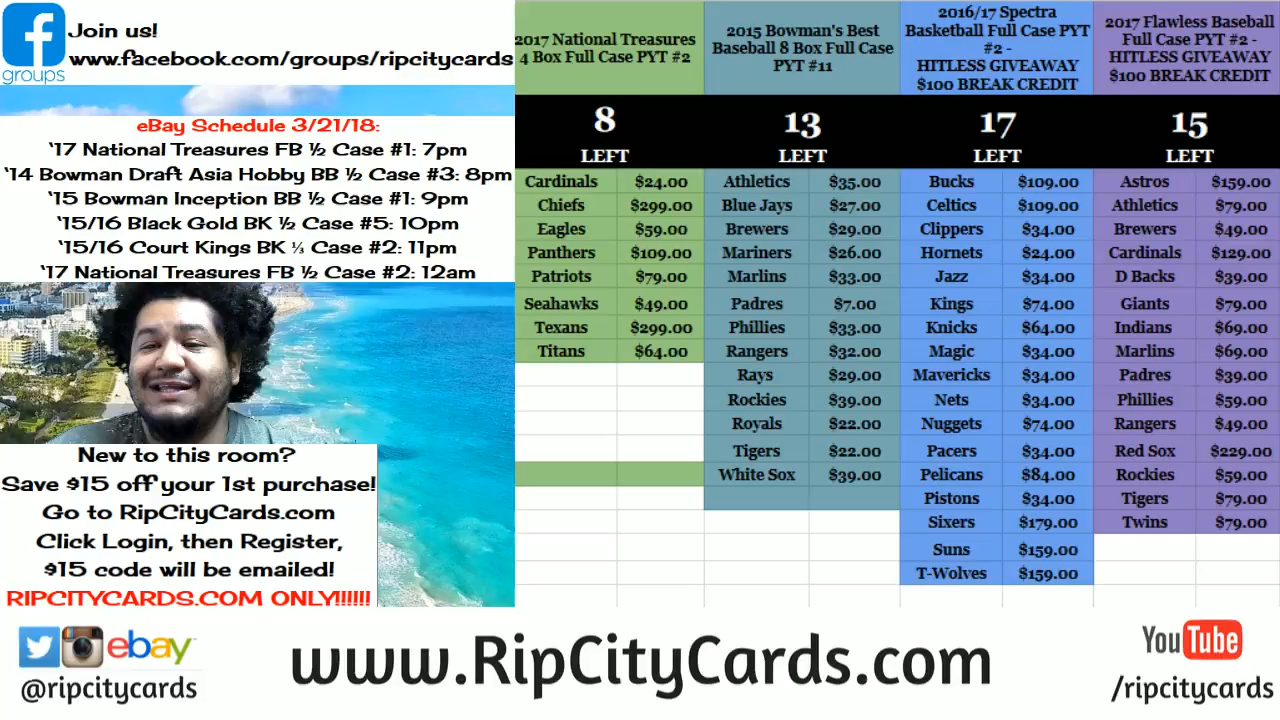 Join us!
www.facebook.com/groups/ripcitycards
groups
eBay Schedule 3/21/18:
'17 National Treasures FB ½ Case #1: 7pm
'14 Bowman Draft Asia Hobby BB ½ Case #3: 8pm
'15 Bowman Inception BB ½ Case #1: 9pm
'15/16 Black Gold BK ½ Case #5: 10pm
'15/16 Court Kings BK ⅓ Case #2: 11pm
'17 National Treasures FB ½ Case #2: 12am
New to this room?
Save $15 off your 1st purchase!
Go to RipCityCards.com
Click Login, then Register,
$15 code will be emailed!
RIPCITYCARDS.COM ONLY!!!!!!
2017 National Treasures
4 Box Full Case PYT #2
8
LEFT
Cardinals $24.00
Chiefs $299.00
Eagles $59.00
Panthers $109.00
Patriots $79.00
Seahawks $49.00
Texans $299.00
Titans $64.00
2015 Bowman's Best
Baseball 8 Box Full Case
PYT #11
13
LEFT
Athletics $35.00
Blue Jays $27.00
Brewers $29.00
Mariners $26.00
Marlins $33.00
Padres $7.00
Phillies $33.00
Rangers $32.00
Rays $29.00
Rockies $39.00
Royals $22.00
Tigers $22.00
White Sox $39.00
2016/17 Spectra
Basketball Full Case PYT
#2 -
HITLESS GIVEAWAY
$100 BREAK CREDIT
17
LEFT
Bucks $109.00
Celtics $109.00
Clippers $34.00
Hornets $24.00
Jazz $34.00
Kings $74.00
Knicks $64.00
Magic $34.00
Mavericks $34.00
Nets $34.00
Nuggets $74.00
Pacers $34.00
Pelicans $84.00
Pistons $34.00
Sixers $179.00
Suns $159.00
T-Wolves $159.00
2017 Flawless Baseball
Full Case PYT #2 -
HITLESS GIVEAWAY
$100 BREAK CREDIT
15
LEFT
Astros $159.00
Athletics $79.00
Brewers $49.00
Cardinals $129.00
D Backs $39.00
Giants $79.00
Indians $69.00
Marlins $69.00
Padres $39.00
Phillies $59.00
Rangers $49.00
Red Sox $229.00
Rockies $59.00
Tigers $79.00
Twins $79.00
ebay
@ripcitycards
www.RipCityCards.com
YouTube
/ripcitycards